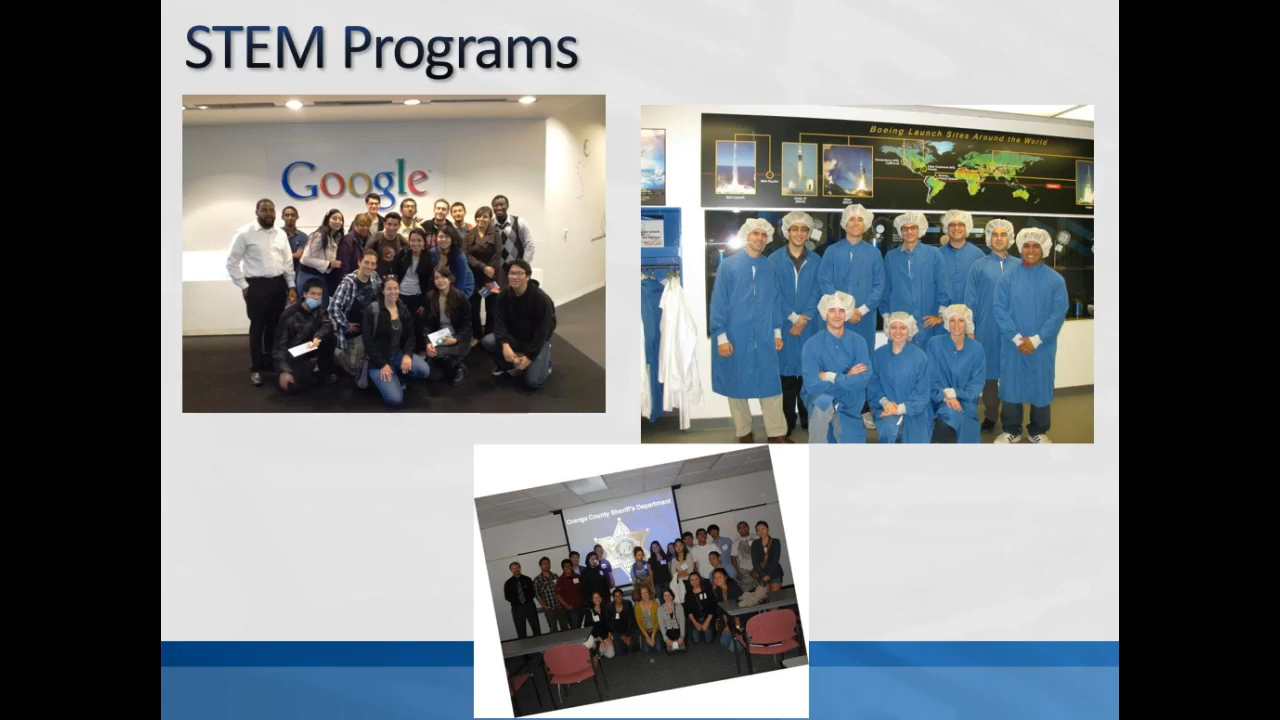 STEM Programs
Google
Boeing Launch Sites Around the World
Orange County Sheriff's Department